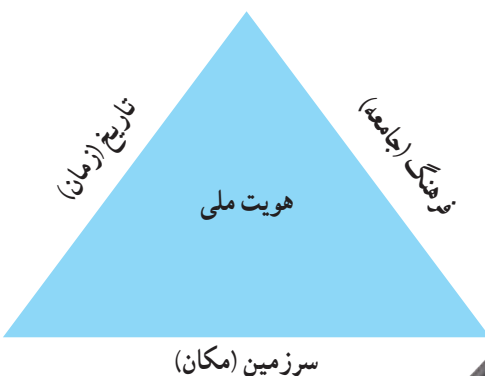 فرهنگ (جامعه)
تاریخ (زمان)
هویت ملی
سرزمین (مکان)